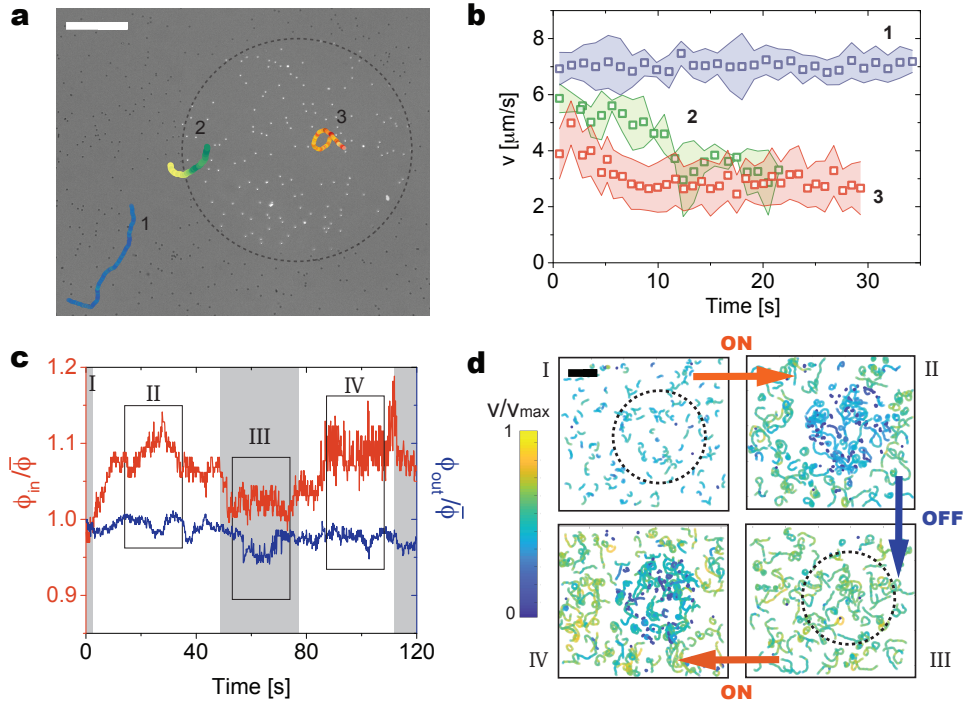 a
1
2
3
b
v [μm/s]
8
6
4
2
0
0
10
20
30
Time [s]
1
2
3
c
ϕin/ϕ̅
1.2
1.1
1.0
0.9
I
II
III
IV
ϕout/ϕ̅
0
40
80
120
Time [s]
d
ON
I
II
V/Vmax
1
0
OFF
IV
III
ON